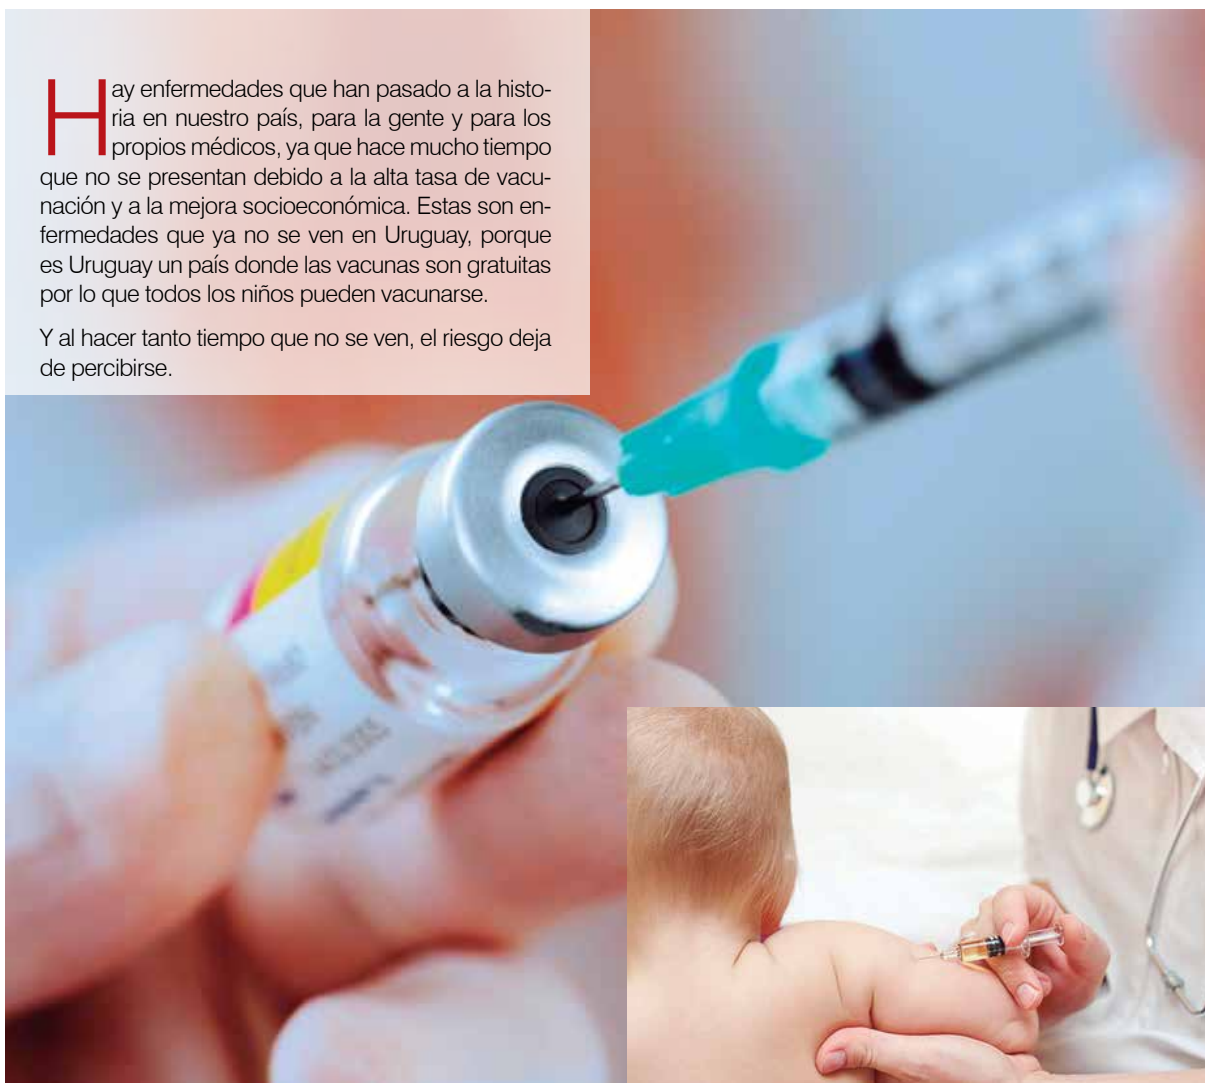 Hay enfermedades que han pasado a la histo-
ria en nuestro país, para la gente y para los
propios médicos, ya que hace mucho tiempo
que no se presentan debido a la alta tasa de vacu-
nación y a la mejora socioeconómica. Estas son en-
fermedades que ya no se ven en Uruguay, porque
es Uruguay un país donde las vacunas son gratuitas
por lo que todos los niños pueden vacunarse.
Y al hacer tanto tiempo que no se ven, el riesgo deja
de percibirse.